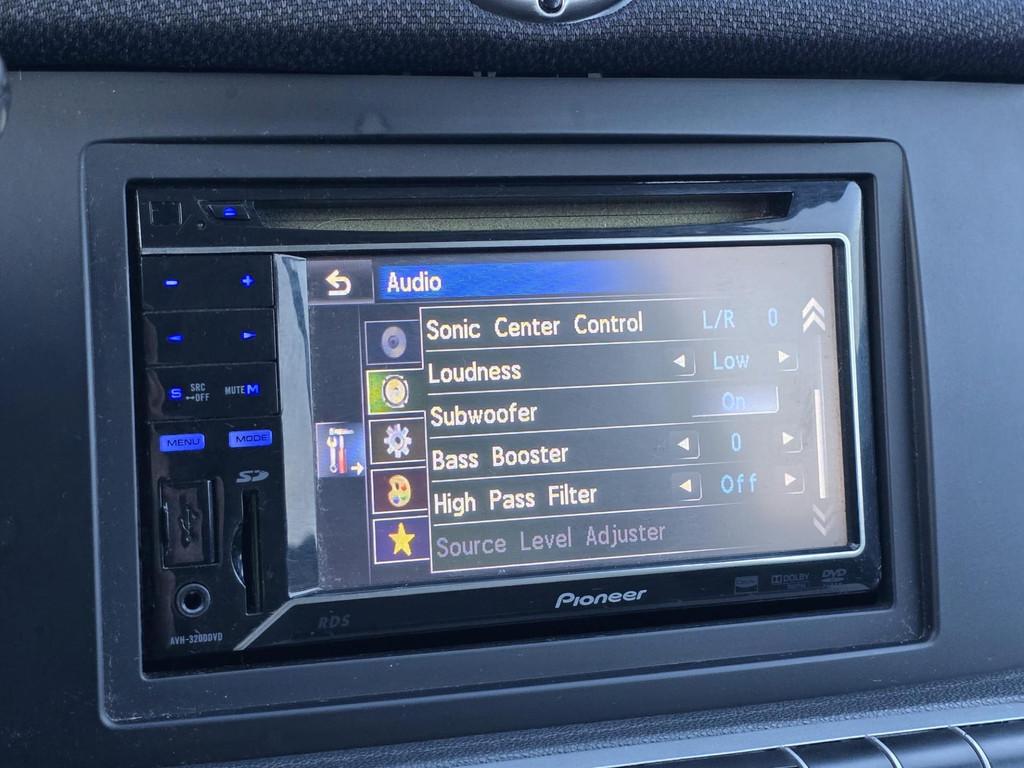 Audio
Sonic Center Control L/R 0
Loudness Low
Subwoofer On
Bass Booster 0
High Pass Filter Off
Source Level Adjuster
- +
S SRC OFF MUTE M
MENU MODE
SD
AVH-3200DVD
RDS
Pioneer
DOLBY
DVD